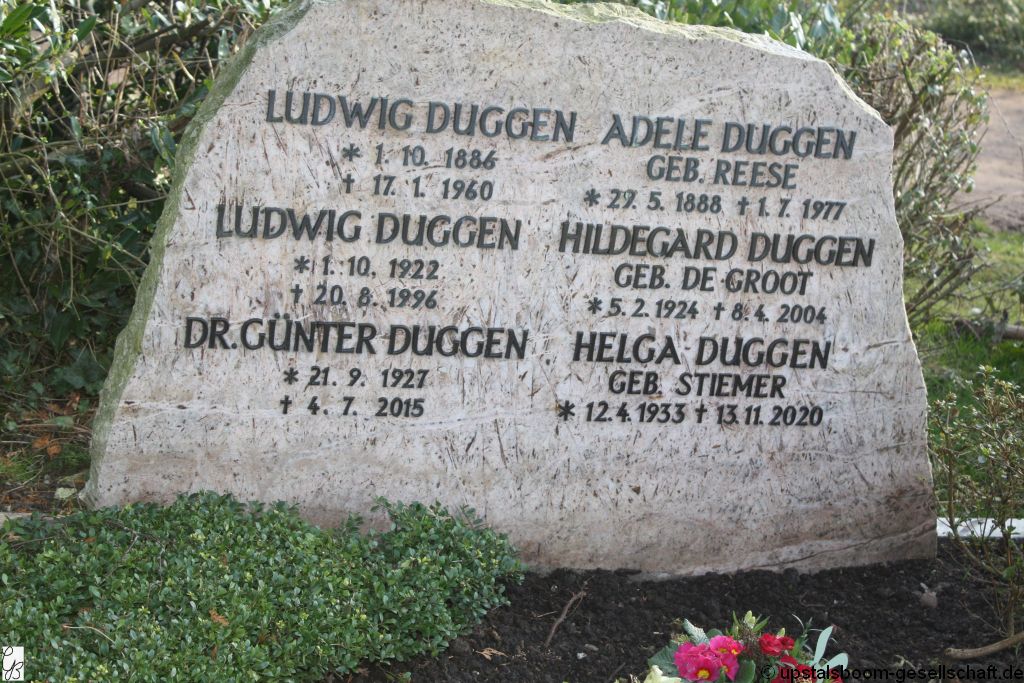 LUDWIG DUGGEN
* 1. 10. 1886
† 17. 1. 1960
ADELE DUGGEN
GEB. REESE
* 29. 5. 1888 † 1. 7. 1977
LUDWIG DUGGEN
* 1. 10. 1922
† 20. 8. 1996
HILDEGARD DUGGEN
GEB. DE GROOT
* 5. 2. 1924 † 8. 4. 2004
DR. GÜNTER DUGGEN
* 21. 9. 1927
† 4. 7. 2015
HELGA DUGGEN
GEB. STIEMER
* 12. 4. 1933 † 13. 11. 2020
© upstalsboom-gesellschaft.de